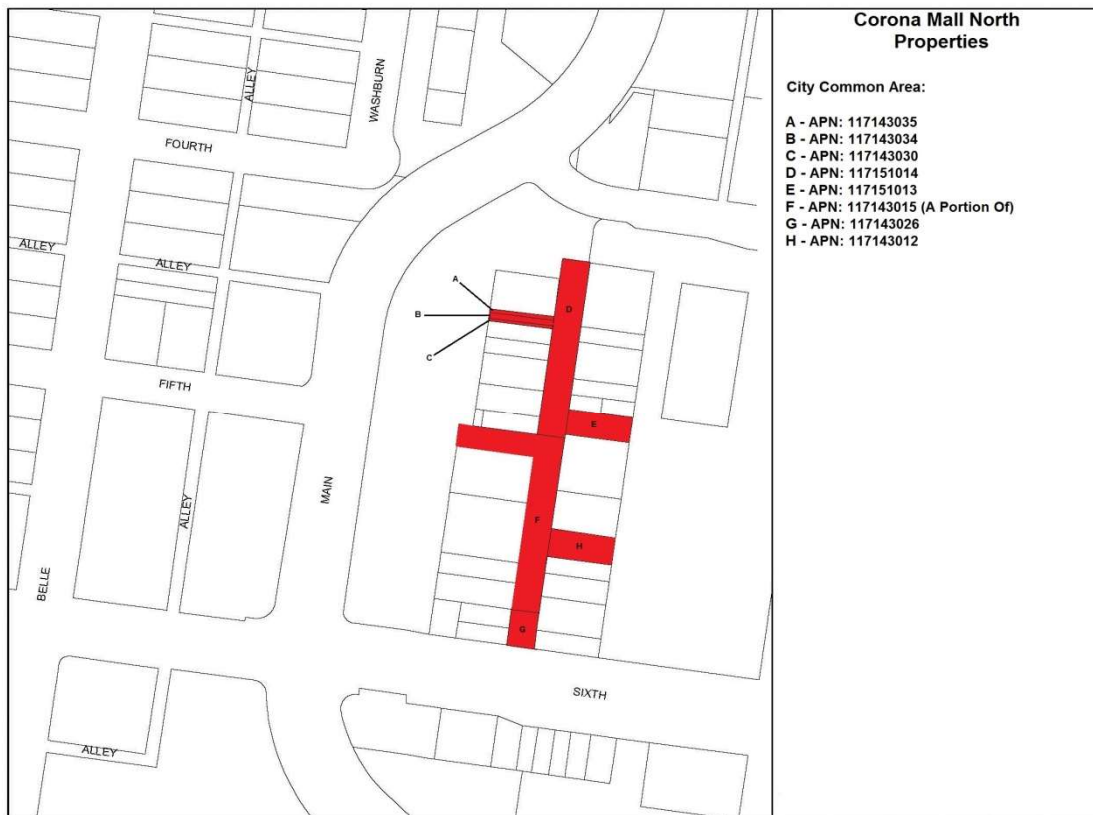 Corona Mall North
Properties
City Common Area:
A - APN: 117143035
B - APN: 117143034
C - APN: 117143030
D - APN: 117151014
E - APN: 117151013
F - APN: 117143015 (A Portion Of)
G - APN: 117143026
H - APN: 117143012
ALLEY
WASHBURN
FOURTH
ALLEY
ALLEY
A
B
C
D
FIFTH
E
MAIN
ALLEY
F
H
BELLE
G
SIXTH
ALLEY